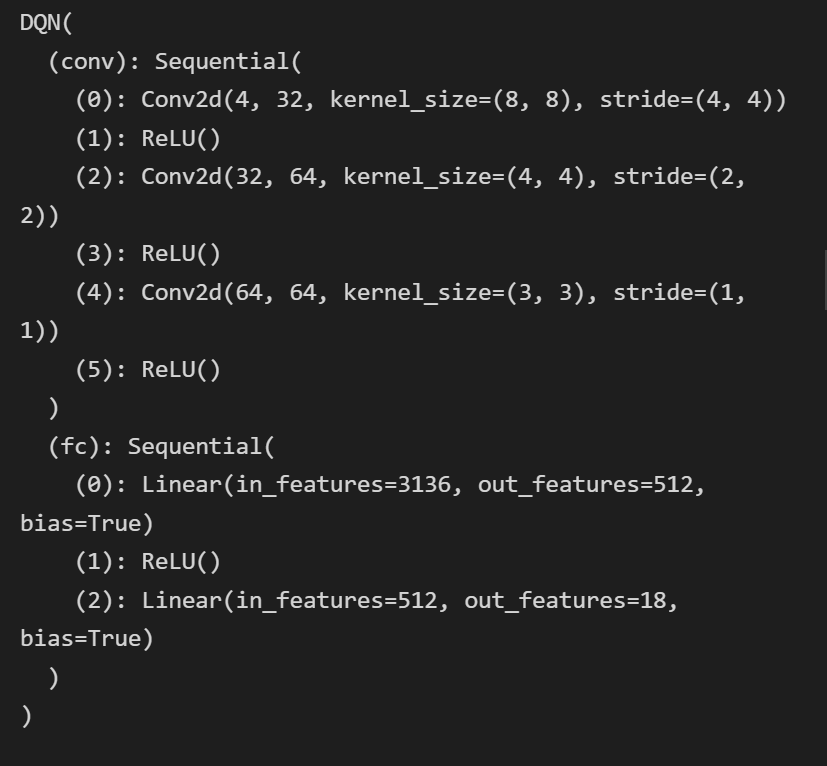 DQN(
  (conv): Sequential(
    (0): Conv2d(4, 32, kernel_size=(8, 8), stride=(4, 4))
    (1): ReLU()
    (2): Conv2d(32, 64, kernel_size=(4, 4), stride=(2,
2))
    (3): ReLU()
    (4): Conv2d(64, 64, kernel_size=(3, 3), stride=(1,
1))
    (5): ReLU()
  )
  (fc): Sequential(
    (0): Linear(in_features=3136, out_features=512,
bias=True)
    (1): ReLU()
    (2): Linear(in_features=512, out_features=18,
bias=True)
  )
)